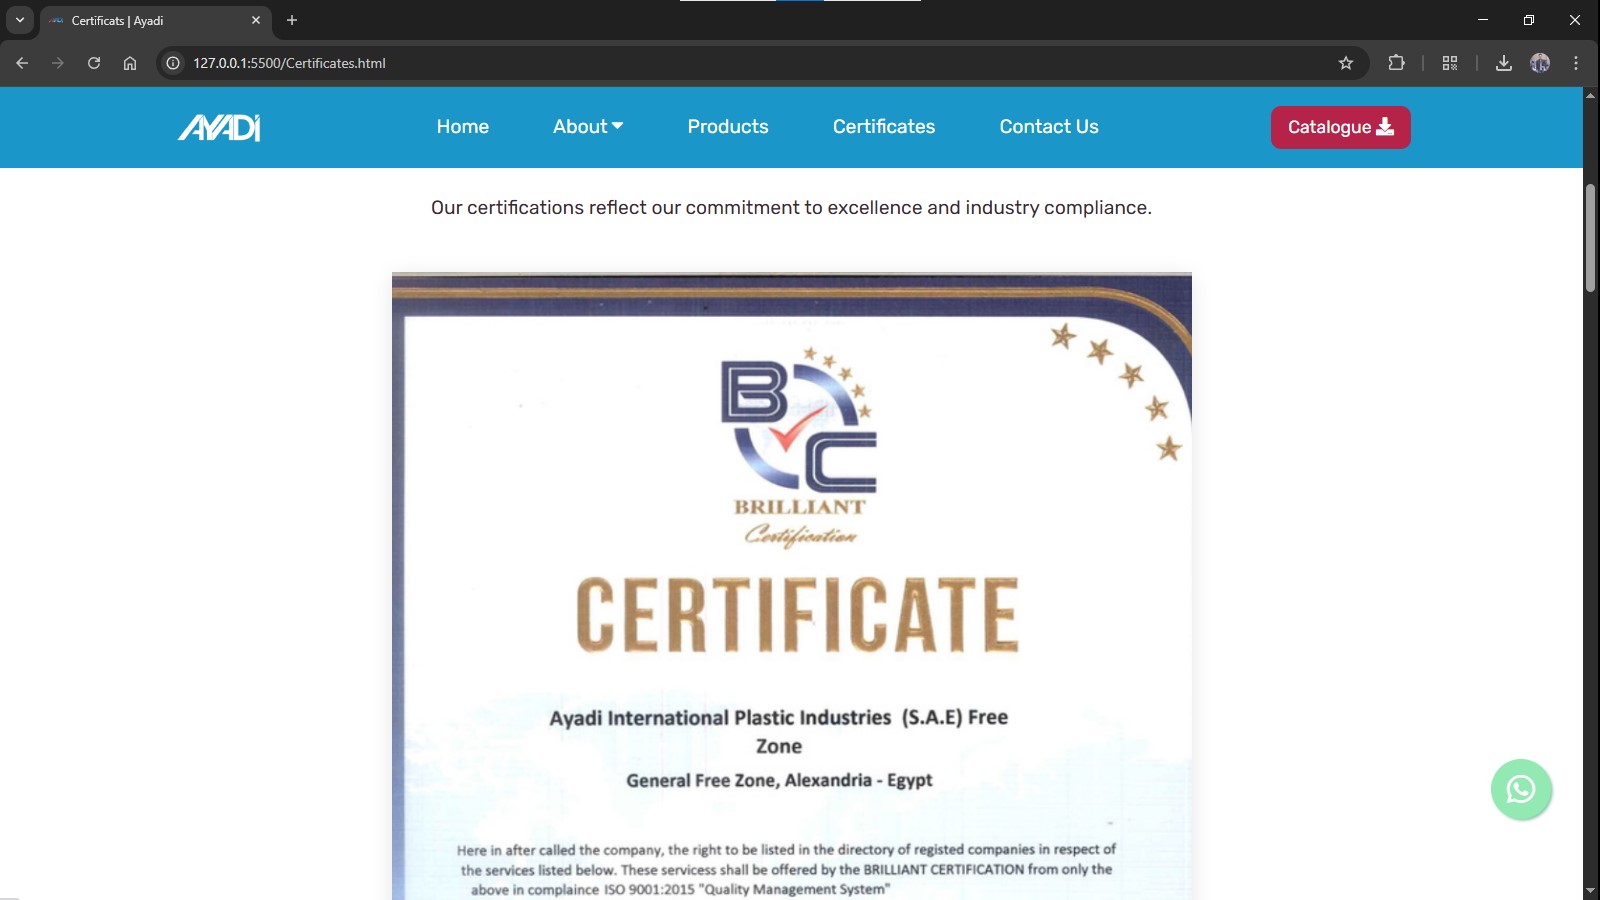 Certificats | Ayadi
127.0.0.1:5500/Certificates.html
AYADI
Home
About
Products
Certificates
Contact Us
Catalogue
Our certifications reflect our commitment to excellence and industry compliance.
BC
BRILLIANT
Certification
CERTIFICATE
Ayadi International Plastic Industries (S.A.E) Free
Zone
General Free Zone, Alexandria - Egypt
Here in after called the company, the right to be listed in the directory of registed companies in respect of
the services listed below. These servicess shall be offered by the BRILLIANT CERTIFICATION from only the
above in complaince ISO 9001:2015 "Quality Management System"